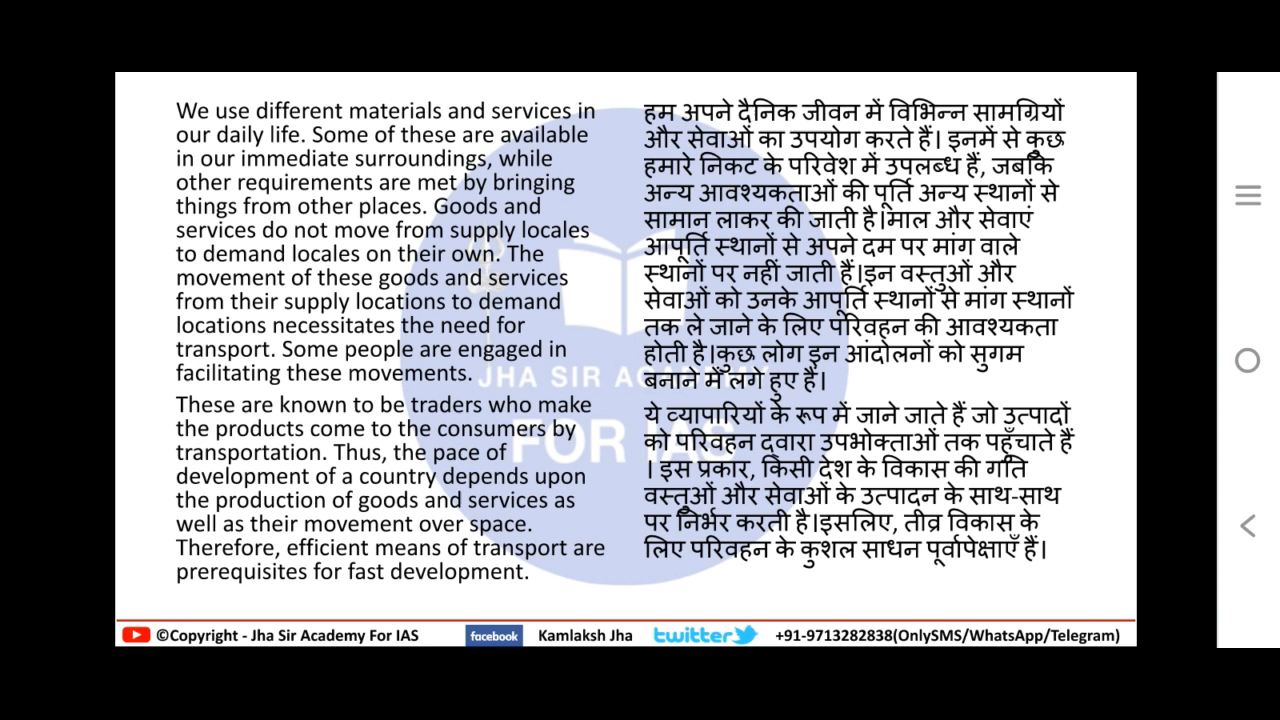 We use different materials and services in
our daily life. Some of these are available
in our immediate surroundings, while
other requirements are met by bringing
things from other places. Goods and
services do not move from supply locales
to demand locales on their own. The
movement of these goods and services
from their supply locations to demand
locations necessitates the need for
transport. Some people are engaged in
facilitating these movements.
These are known to be traders who make
the products come to the consumers by
transportation. Thus, the pace of
development of a country depends upon
the production of goods and services as
well as their movement over space.
Therefore, efficient means of transport are
prerequisites for fast development.
हम अपने दैनिक जीवन में विभिन्न सामग्रियों
और सेवाओं का उपयोग करते हैं। इनमें से कुछ
हमारे निकट के परिवेश में उपलब्ध हैं, जबकि
अन्य आवश्यकताओं की पूर्ति अन्य स्थानों से
सामान लाकर की जाती है।माल और सेवाएं
आपूर्ति स्थानों से अपने दम पर मांग वाले
स्थानों पर नहीं जाती हैं।इन वस्तुओं और
सेवाओं को उनके आपूर्ति स्थानों से मांग स्थानों
तक ले जाने के लिए परिवहन की आवश्यकता
होती है।कुछ लोग इन आंदोलनों को सुगम
बनाने में लगे हुए हैं।
ये व्यापारियों के रूप में जाने जाते हैं जो उत्पादों
को परिवहन द्वारा उपभोक्ताओं तक पहुँचाते हैं
। इस प्रकार, किसी देश के विकास की गति
वस्तुओं और सेवाओं के उत्पादन के साथ-साथ
पर निर्भर करती है।इसलिए, तीव्र विकास के
लिए परिवहन के कुशल साधन पूर्वापेक्षाएँ हैं।
JHA SIR ACADEMY
FOR IAS
©Copyright - Jha Sir Academy For IAS facebook Kamlaksh Jha twitter +91-9713282838(OnlySMS/WhatsApp/Telegram)